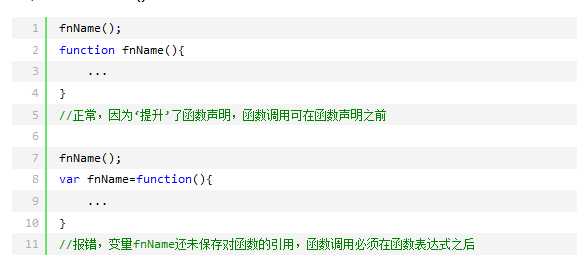 1 fnName();
2 function fnName(){
3 ...
4 }
5 //正常，因为‘提升’了函数声明，函数调用可在函数声明之前
6
7 fnName();
8 var fnName=function(){
9 ...
10 }
11 //报错，变量fnName还未保存对函数的引用，函数调用必须在函数表达式之后